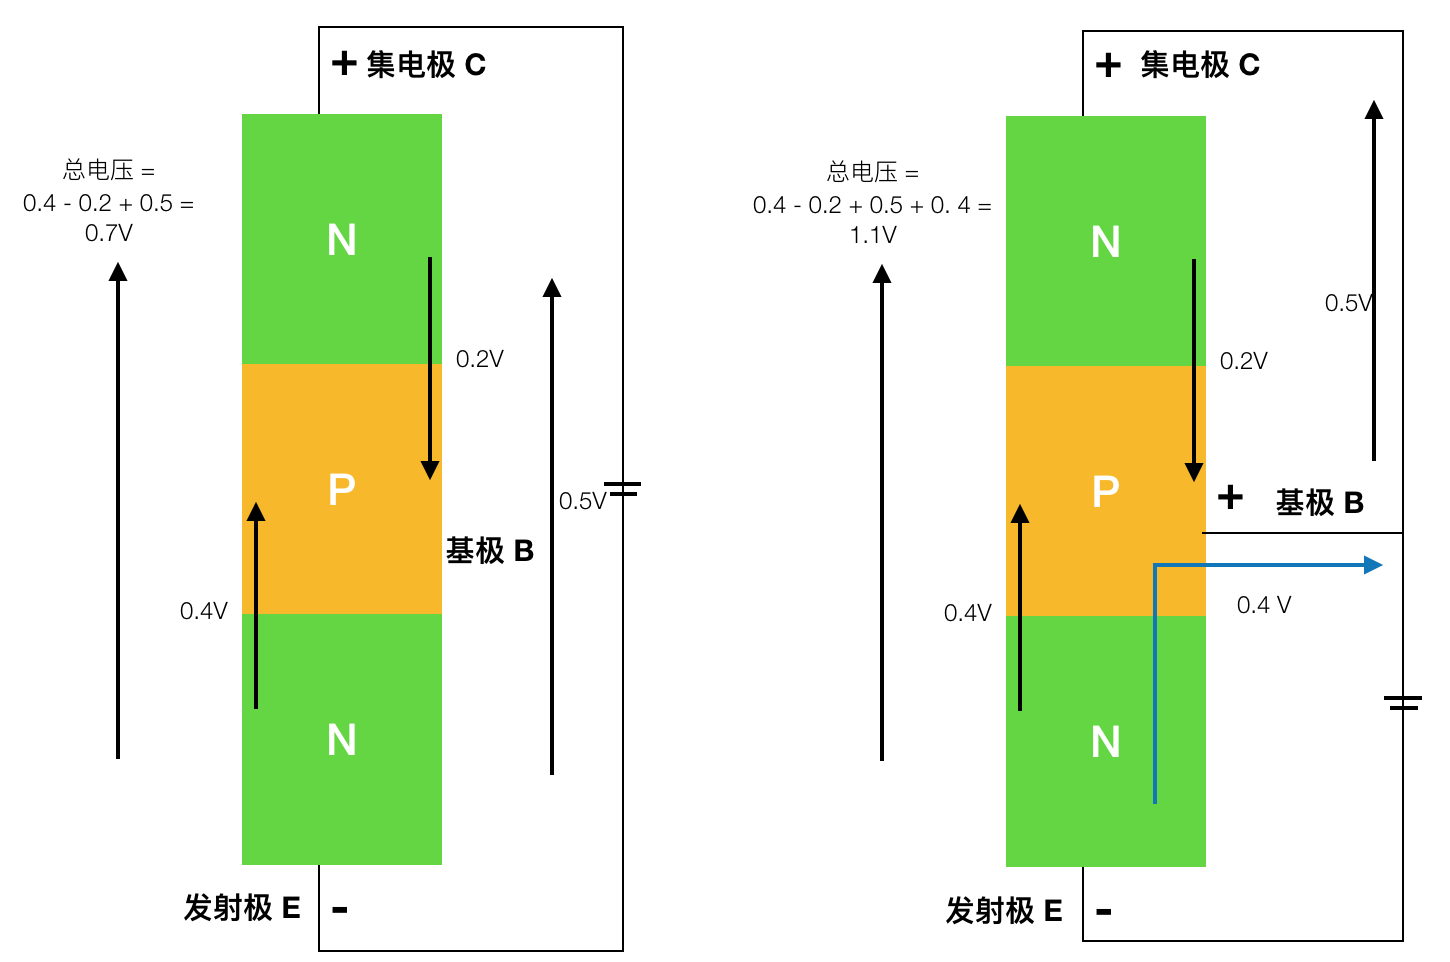 + 集电极 C
总电压 =
0.4 - 0.2 + 0.5 =
0.7V
N
0.2V
P
0.5V
基极 B
0.4V
N
发射极 E -
+ 集电极 C
总电压 =
0.4 - 0.2 + 0.5 + 0. 4 =
1.1V
N
0.5V
0.2V
P
+ 基极 B
0.4V
0.4 V
N
发射极 E -